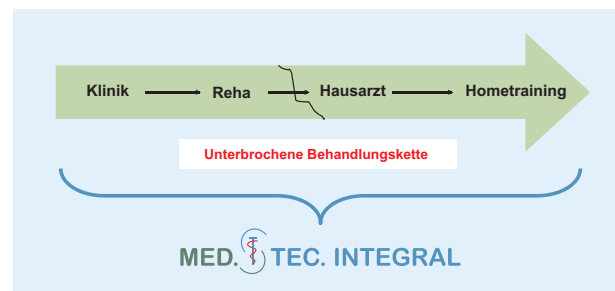 Klinik Reha Hausarzt Hometraining
Unterbrochene Behandlungskette
MED. TEC. INTEGRAL